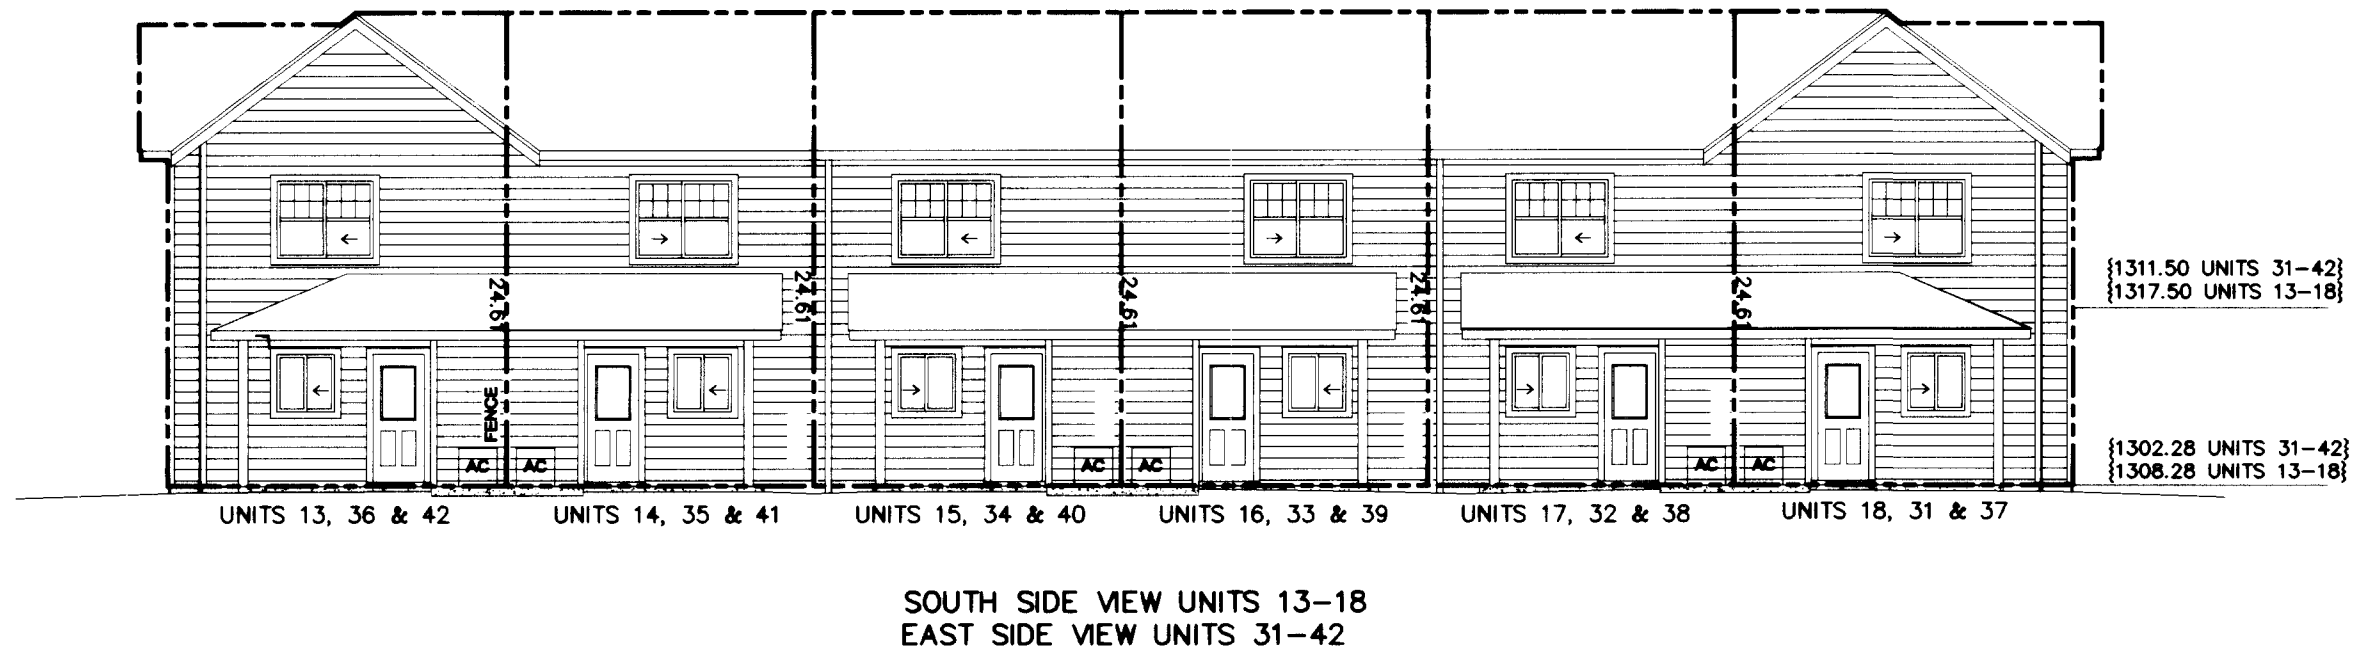 24.61
24.61
24.61
24.61
24.61
{1311.50 UNITS 31-42}
{1317.50 UNITS 13-18}
FENCE
AC
AC
AC
AC
AC
AC
{1302.28 UNITS 31-42}
{1308.28 UNITS 13-18}
UNITS 13, 36 & 42
UNITS 14, 35 & 41
UNITS 15, 34 & 40
UNITS 16, 33 & 39
UNITS 17, 32 & 38
UNITS 18, 31 & 37
SOUTH SIDE VIEW UNITS 13-18
EAST SIDE VIEW UNITS 31-42